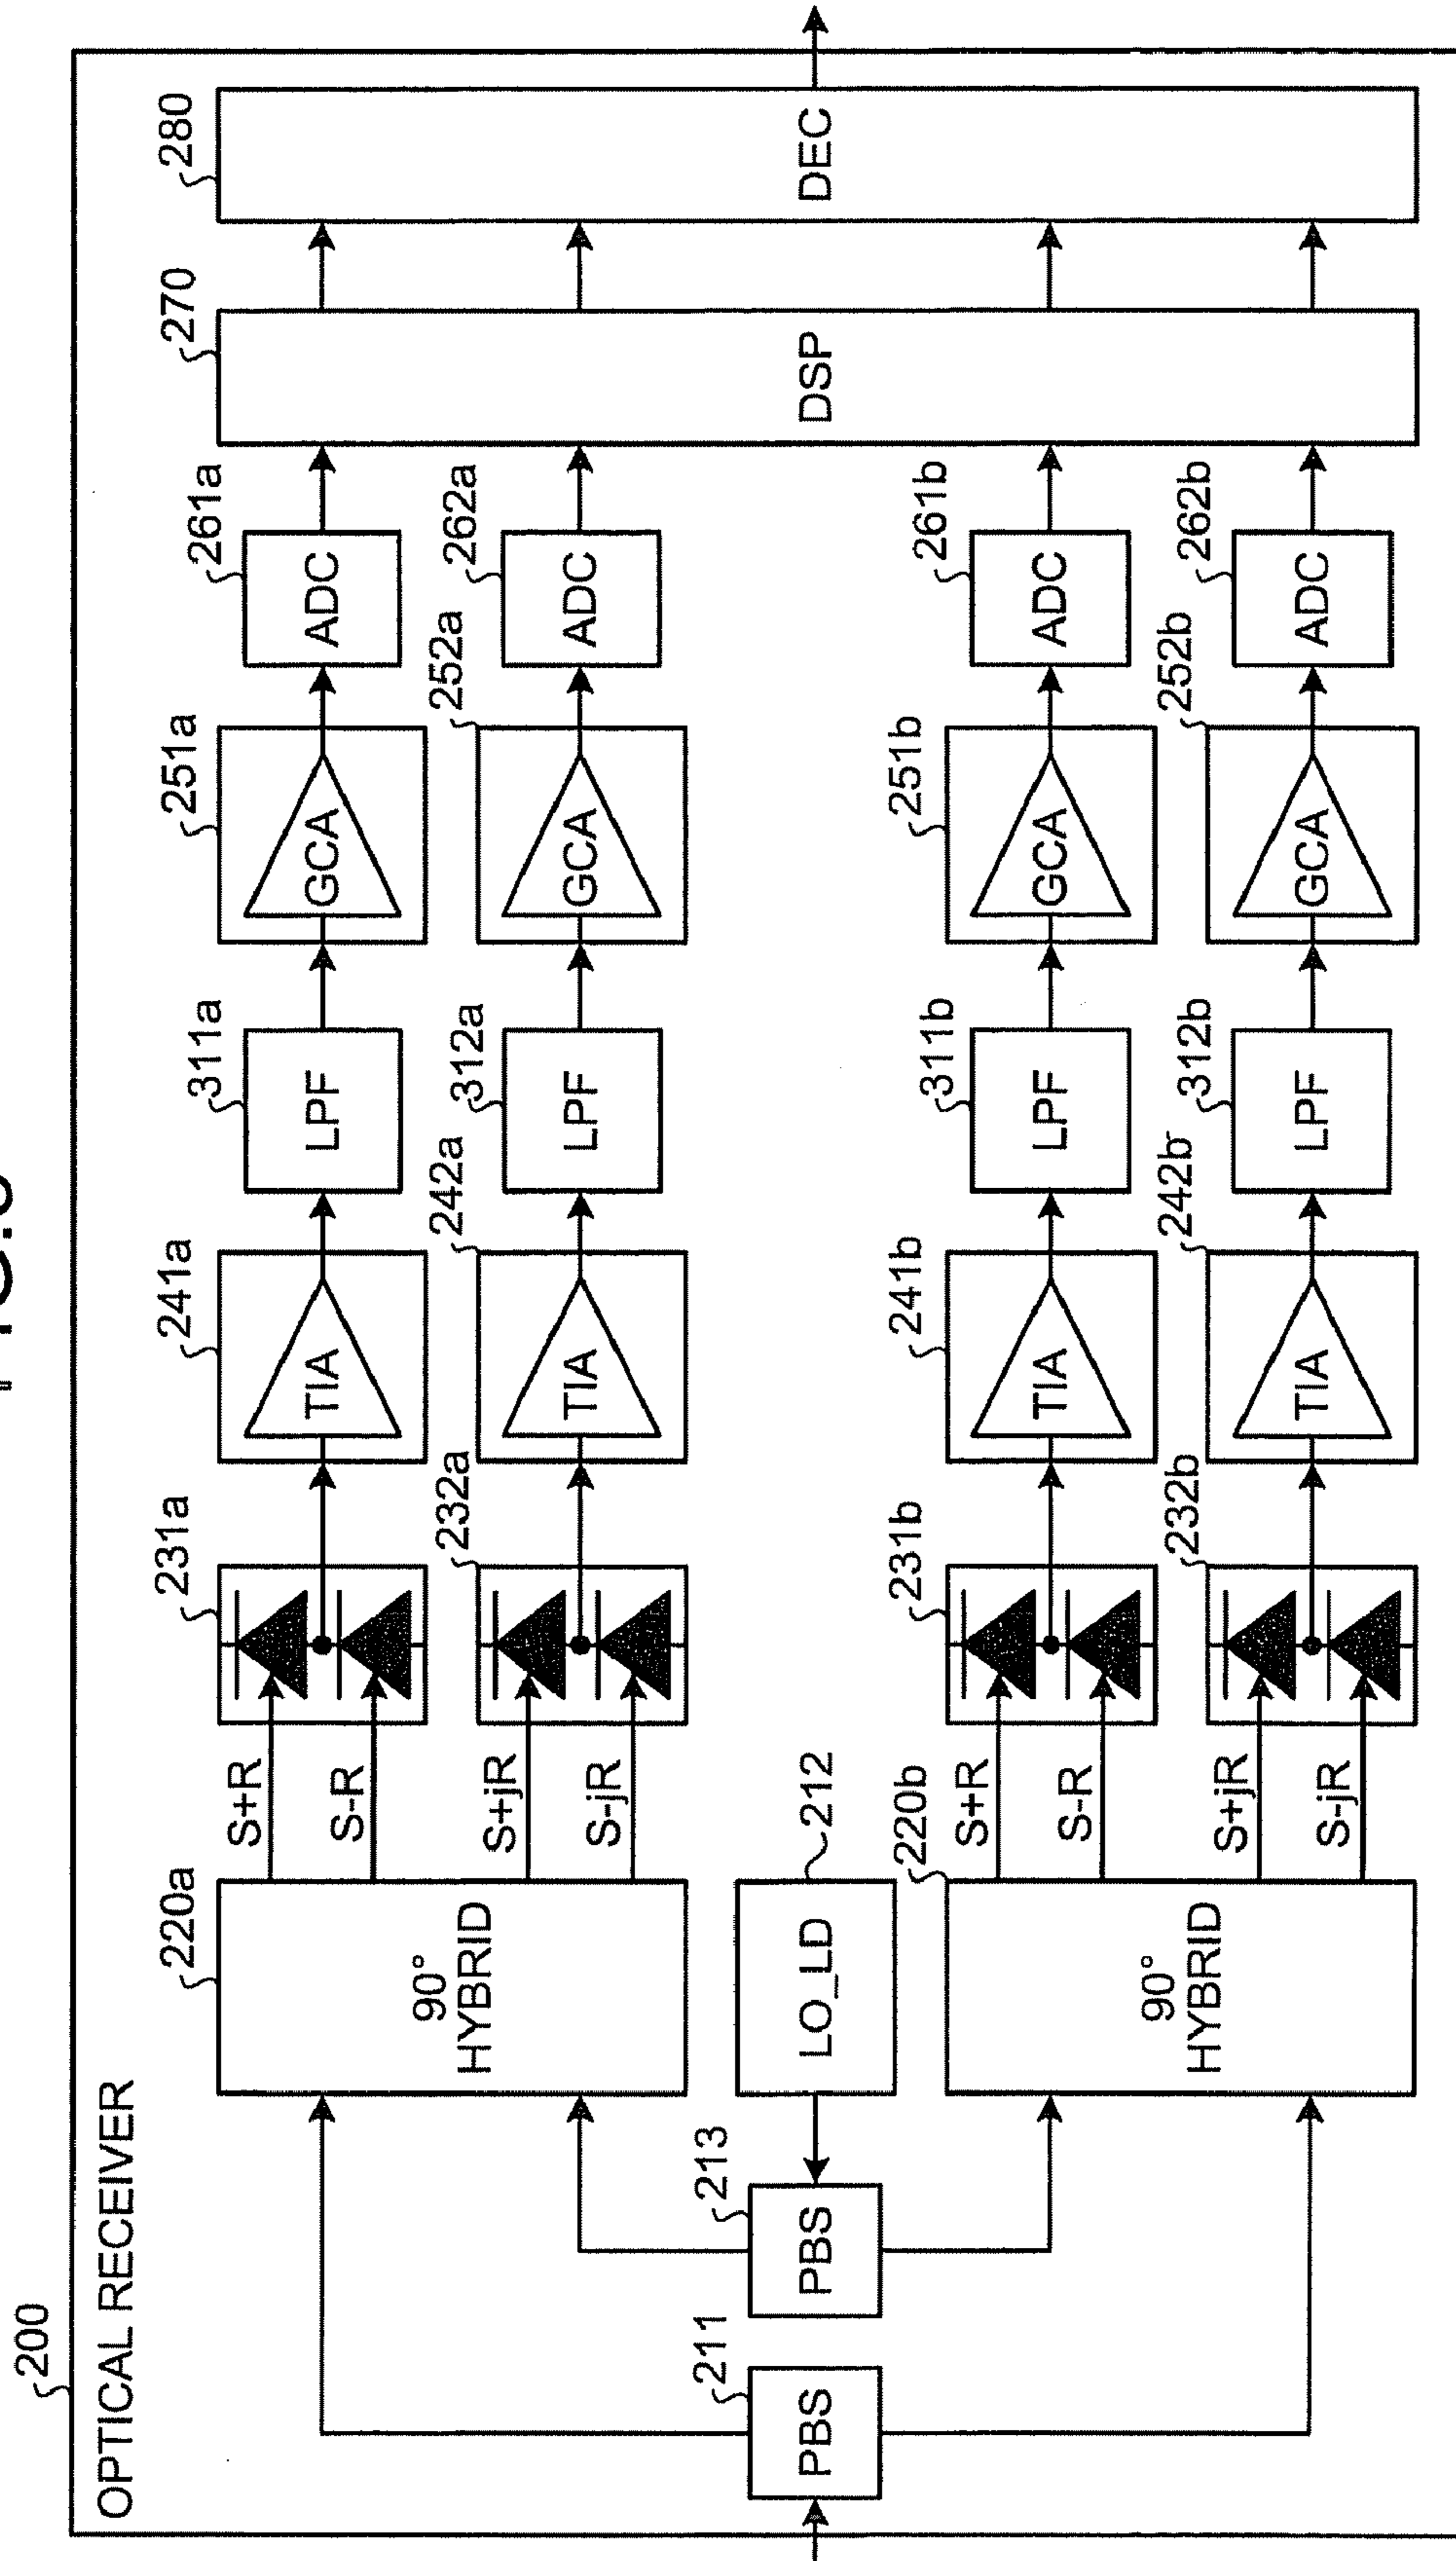 200
OPTICAL RECEIVER
211
PBS
213
PBS
212
LO_LD
220a
90°
HYBRID
220b
90°
HYBRID
S+R
S-R
S+jR
S-jR
S+R
S-R
S+jR
S-jR
231a
232a
231b
232b
241a
TIA
242a
TIA
241b
TIA
242b
TIA
311a
LPF
312a
LPF
311b
LPF
312b
LPF
251a
GCA
252a
GCA
251b
GCA
252b
GCA
261a
ADC
262a
ADC
261b
ADC
262b
ADC
270
DSP
280
DEC